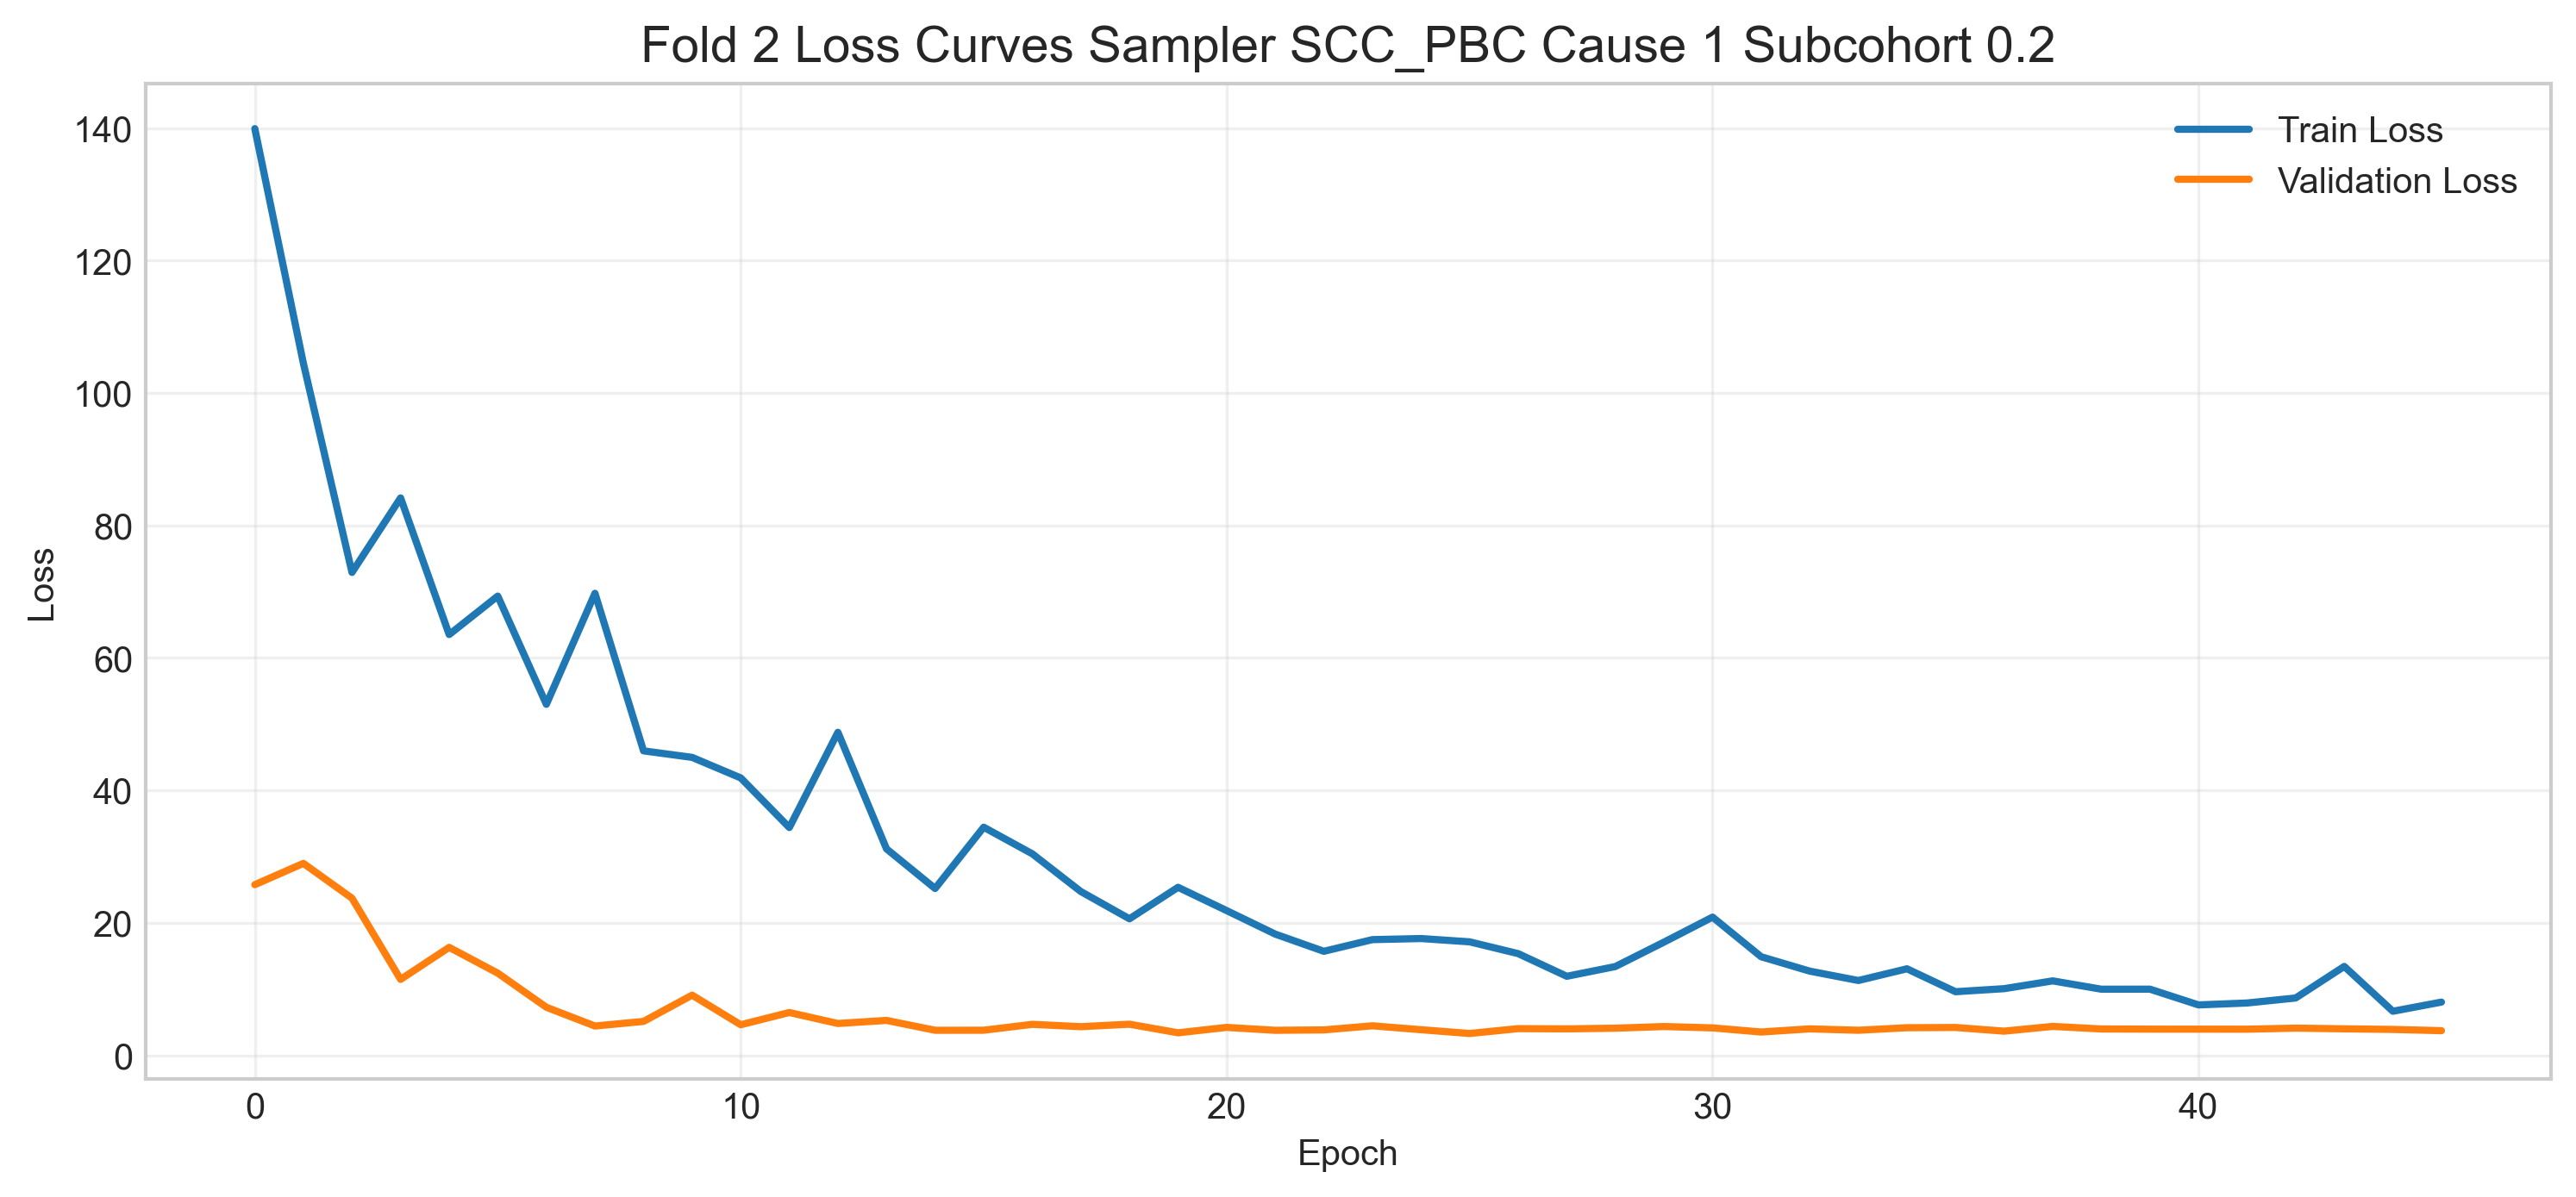 Fold 2 Loss Curves Sampler SCC_PBC Cause 1 Subcohort 0.2
Train Loss
Validation Loss
140
120
100
80
60
40
20
0
Loss
0 10 20 30 40
Epoch